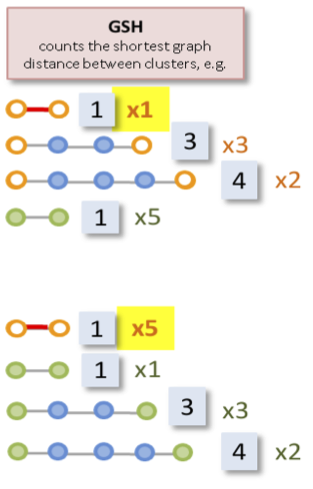 GSH
counts the shortest graph
distance between clusters, e.g.
1 x1
3 x3
4 x2
1 x5
1 x5
1 x1
3 x3
4 x2